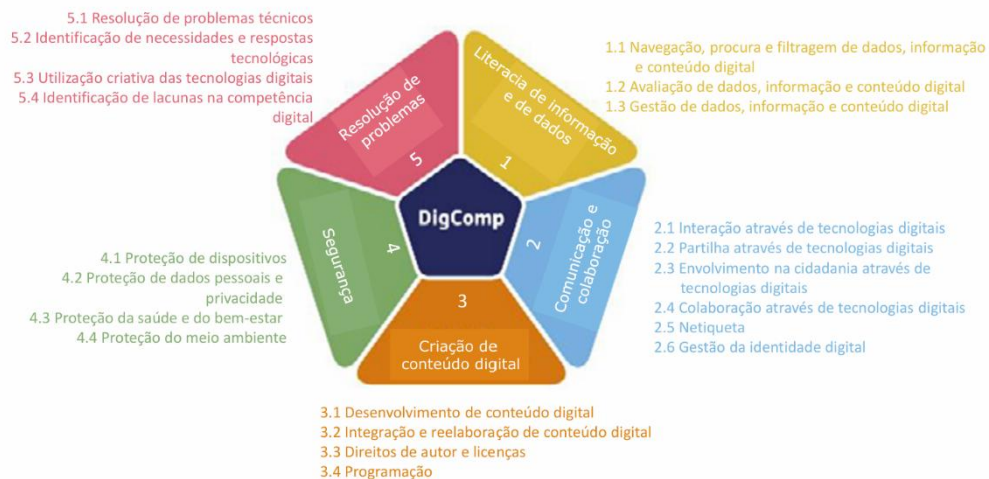 5.1 Resolução de problemas técnicos
5.2 Identificação de necessidades e respostas
tecnológicas
5.3 Utilização criativa das tecnologias digitais
5.4 Identificação de lacunas na competência
digital
Resolução de
problemas
5
Literacia de informação
e de dados
1
1.1 Navegação, procura e filtragem de dados, informação
e conteúdo digital
1.2 Avaliação de dados, informação e conteúdo digital
1.3 Gestão de dados, informação e conteúdo digital
DigComp
Segurança
4
4.1 Proteção de dispositivos
4.2 Proteção de dados pessoais e
privacidade
4.3 Proteção da saúde e do bem-estar
4.4 Proteção do meio ambiente
2
Comunicação e
colaboração
2.1 Interação através de tecnologias digitais
2.2 Partilha através de tecnologias digitais
2.3 Envolvimento na cidadania através de
tecnologias digitais
2.4 Colaboração através de tecnologias digitais
2.5 Netiqueta
2.6 Gestão da identidade digital
3
Criação de
conteúdo digital
3.1 Desenvolvimento de conteúdo digital
3.2 Integração e reelaboração de conteúdo digital
3.3 Direitos de autor e licenças
3.4 Programação